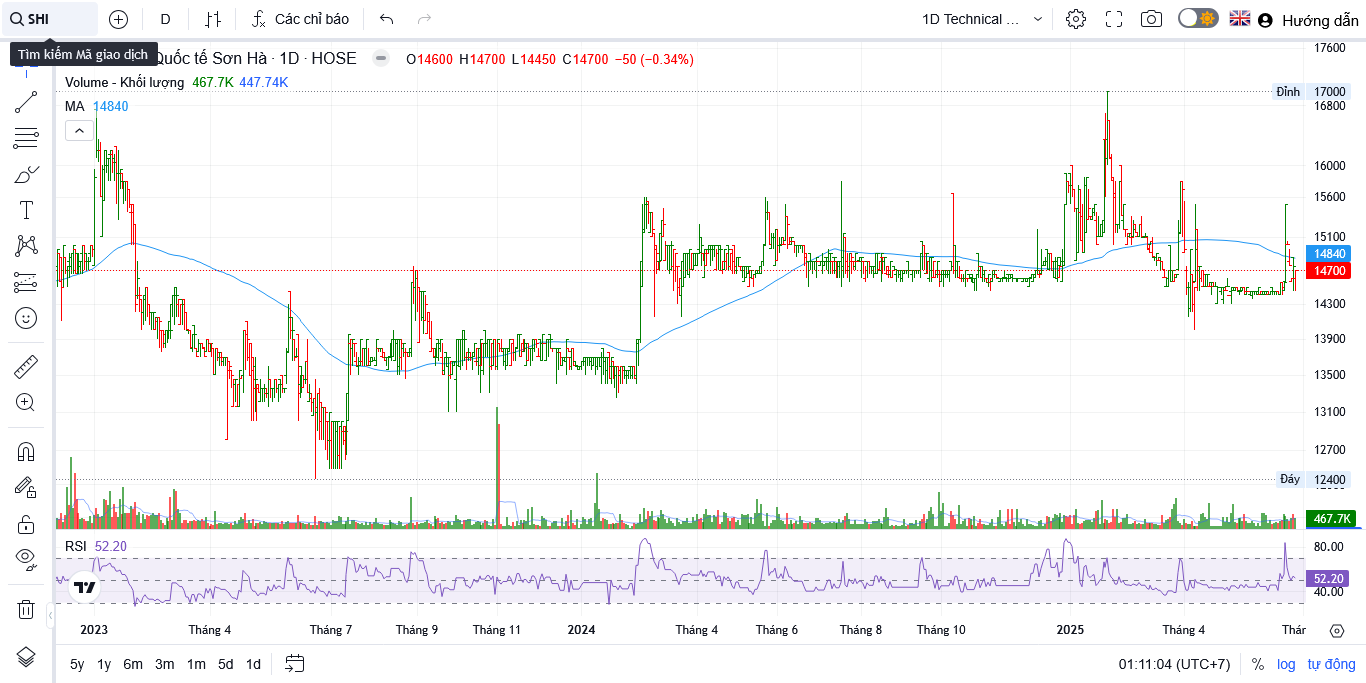 SHI
D
Các chỉ báo
1D Technical ...
Hướng dẫn
Tìm kiếm Mã giao dịch
Quốc tế Sơn Hà · 1D · HOSE
O14600 H14700 L14450 C14700 −50 (−0.34%)
Volume - Khối lượng 467.7K 447.74K
MA 14840
17600
Đỉnh 17000
16800
16000
15600
15100
14840
14700
14300
13900
13500
13100
12700
Đáy 12400
467.7K
RSI 52.20
80.00
52.20
40.00
2023 Tháng 4 Tháng 7 Tháng 9 Tháng 11 2024 Tháng 4 Tháng 6 Tháng 8 Tháng 10 2025 Tháng 4 Thár
5y 1y 6m 3m 1m 5d 1d
01:11:04 (UTC+7) % log tự động